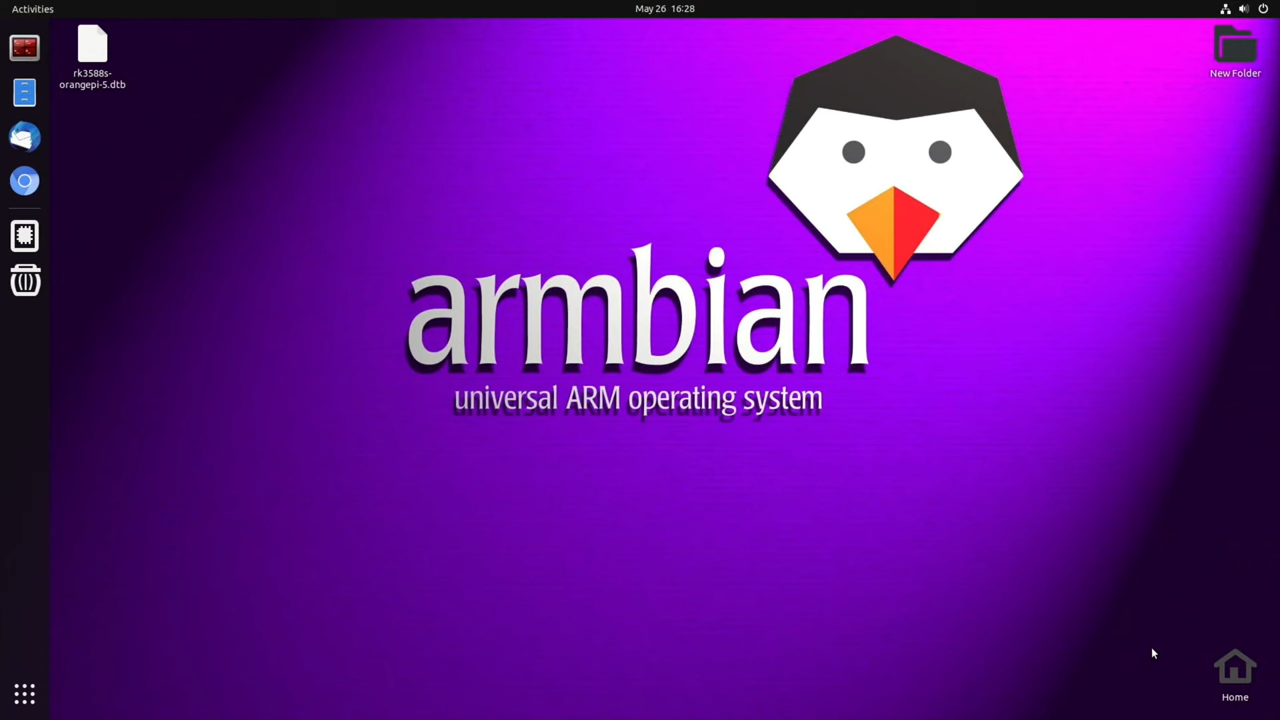 Activities
May 26 16:28
rk3588s-
orangepi-5.dtb
New Folder
armbian
universal ARM operating system
Home